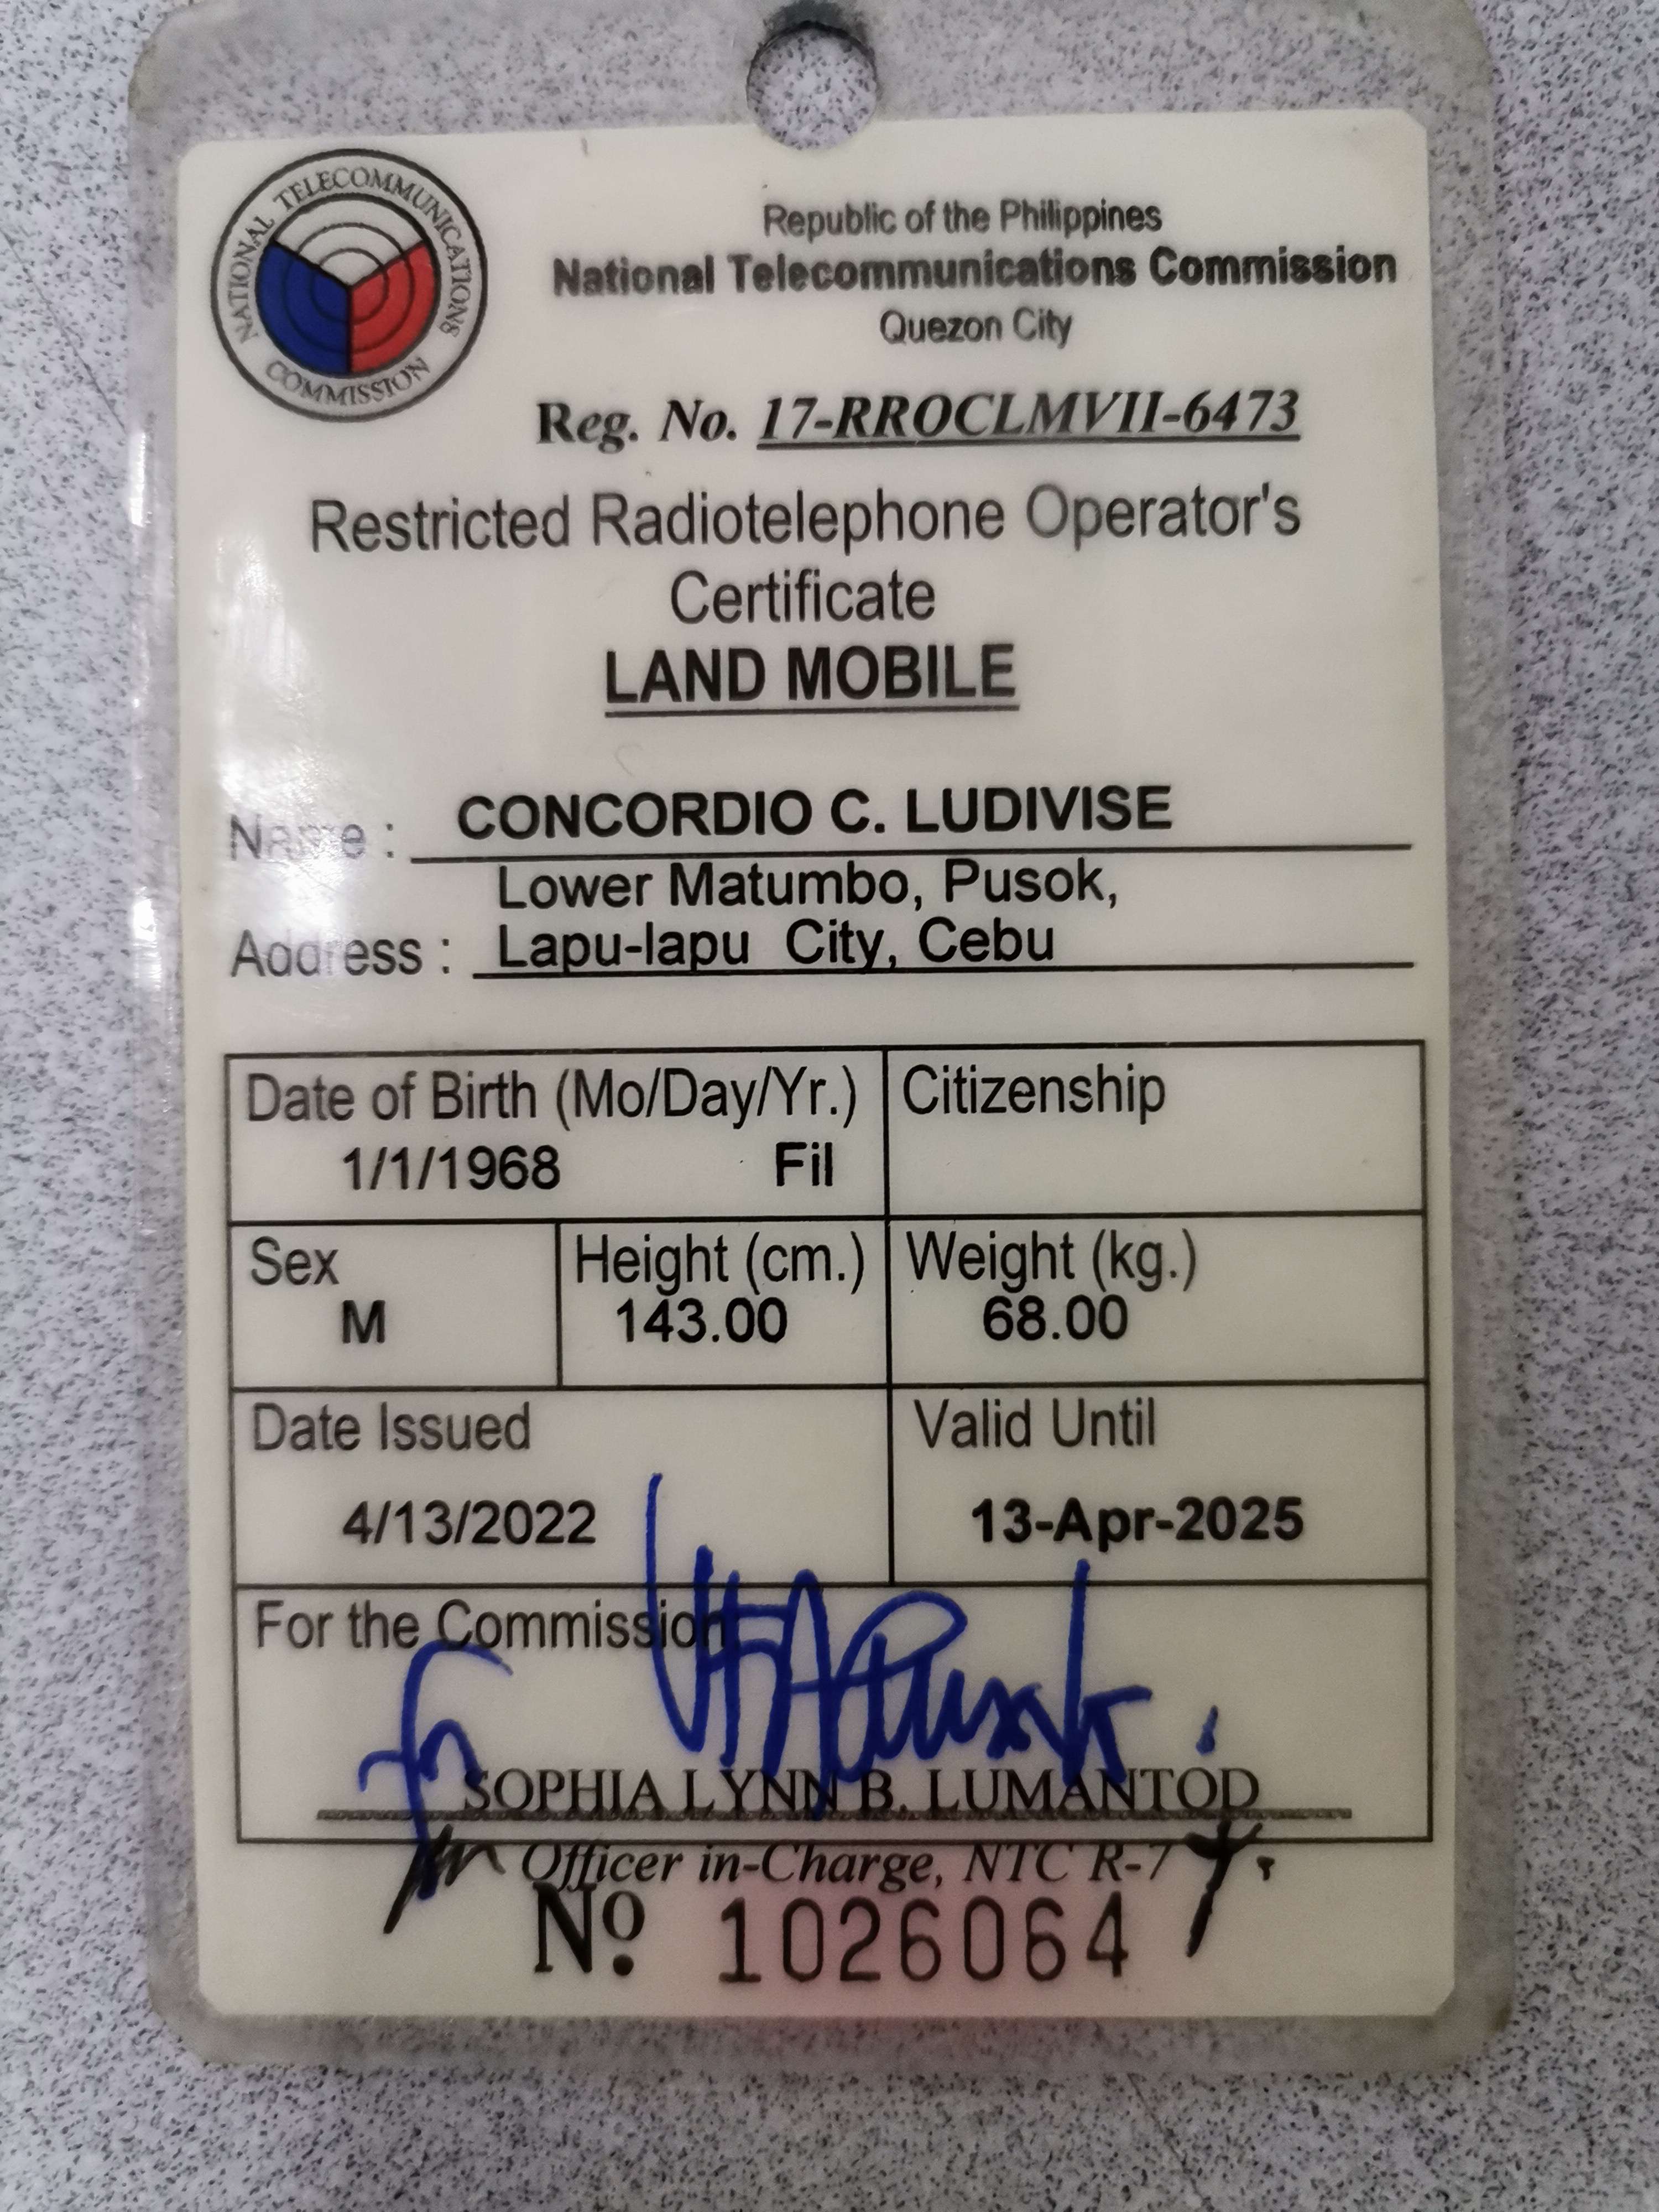 NATIONAL TELECOMMUNICATIONS COMMISSION
Republic of the Philippines
National Telecommunications Commission
Quezon City
Reg. No. 17-RROCLMVII-6473
Restricted Radiotelephone Operator's
Certificate
LAND MOBILE
Name : CONCORDIO C. LUDIVISE
Lower Matumbo, Pusok,
Address : Lapu-lapu City, Cebu
Date of Birth (Mo/Day/Yr.) Citizenship
1/1/1968 Fil
Sex Height (cm.) Weight (kg.)
M 143.00 68.00
Date Issued Valid Until
4/13/2022 13-Apr-2025
For the Commission
SOPHIA LYNN B. LUMANTOD
Officer in-Charge, NTC R-7
Nº. 1026064